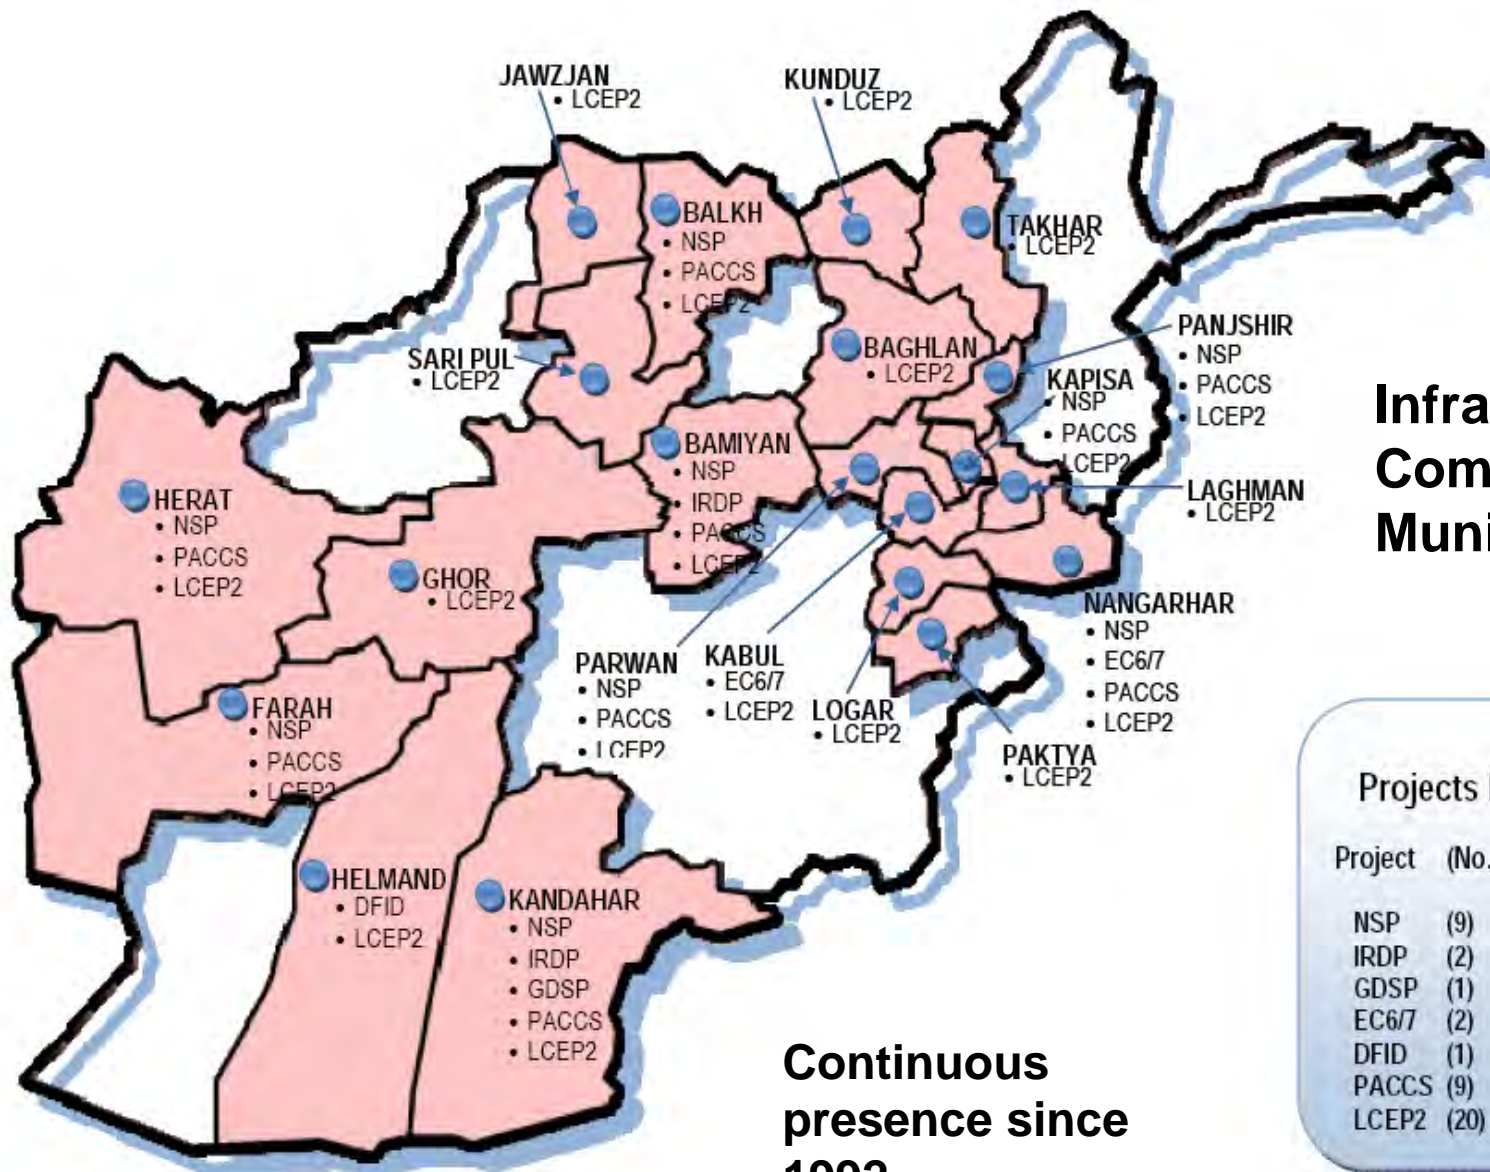 JAWZJAN
• LCEP2
KUNDUZ
• LCEP2
BALKH
• NSP
• PACCS
• LCEP2
TAKHAR
• LCEP2
SARI PUL
• LCEP2
BAGHLAN
• LCEP2
PANJSHIR
• NSP
• PACCS
• LCEP2
KAPISA
• NSP
• PACCS
• LCEP2
BAMIYAN
• NSP
• IRDP
• PACCS
• LCEP2
LAGHMAN
• LCEP2
HERAT
• NSP
• PACCS
• LCEP2
GHOR
• LCEP2
PARWAN
• NSP
• PACCS
• LCEP2
KABUL
• EC6/7
• LCEP2
LOGAR
• LCEP2
NANGARHAR
• NSP
• EC6/7
• PACCS
• LCEP2
PAKTYA
• LCEP2
FARAH
• NSP
• PACCS
• LCEP2
HELMAND
• DFID
• LCEP2
KANDAHAR
• NSP
• IRDP
• GDSP
• PACCS
• LCEP2
Infra
Com
Muni
Continuous
presence since
1992
Projects
Project (No.
NSP (9)
IRDP (2)
GDSP (1)
EC6/7 (2)
DFID (1)
PACCS (9)
LCEP2 (20)